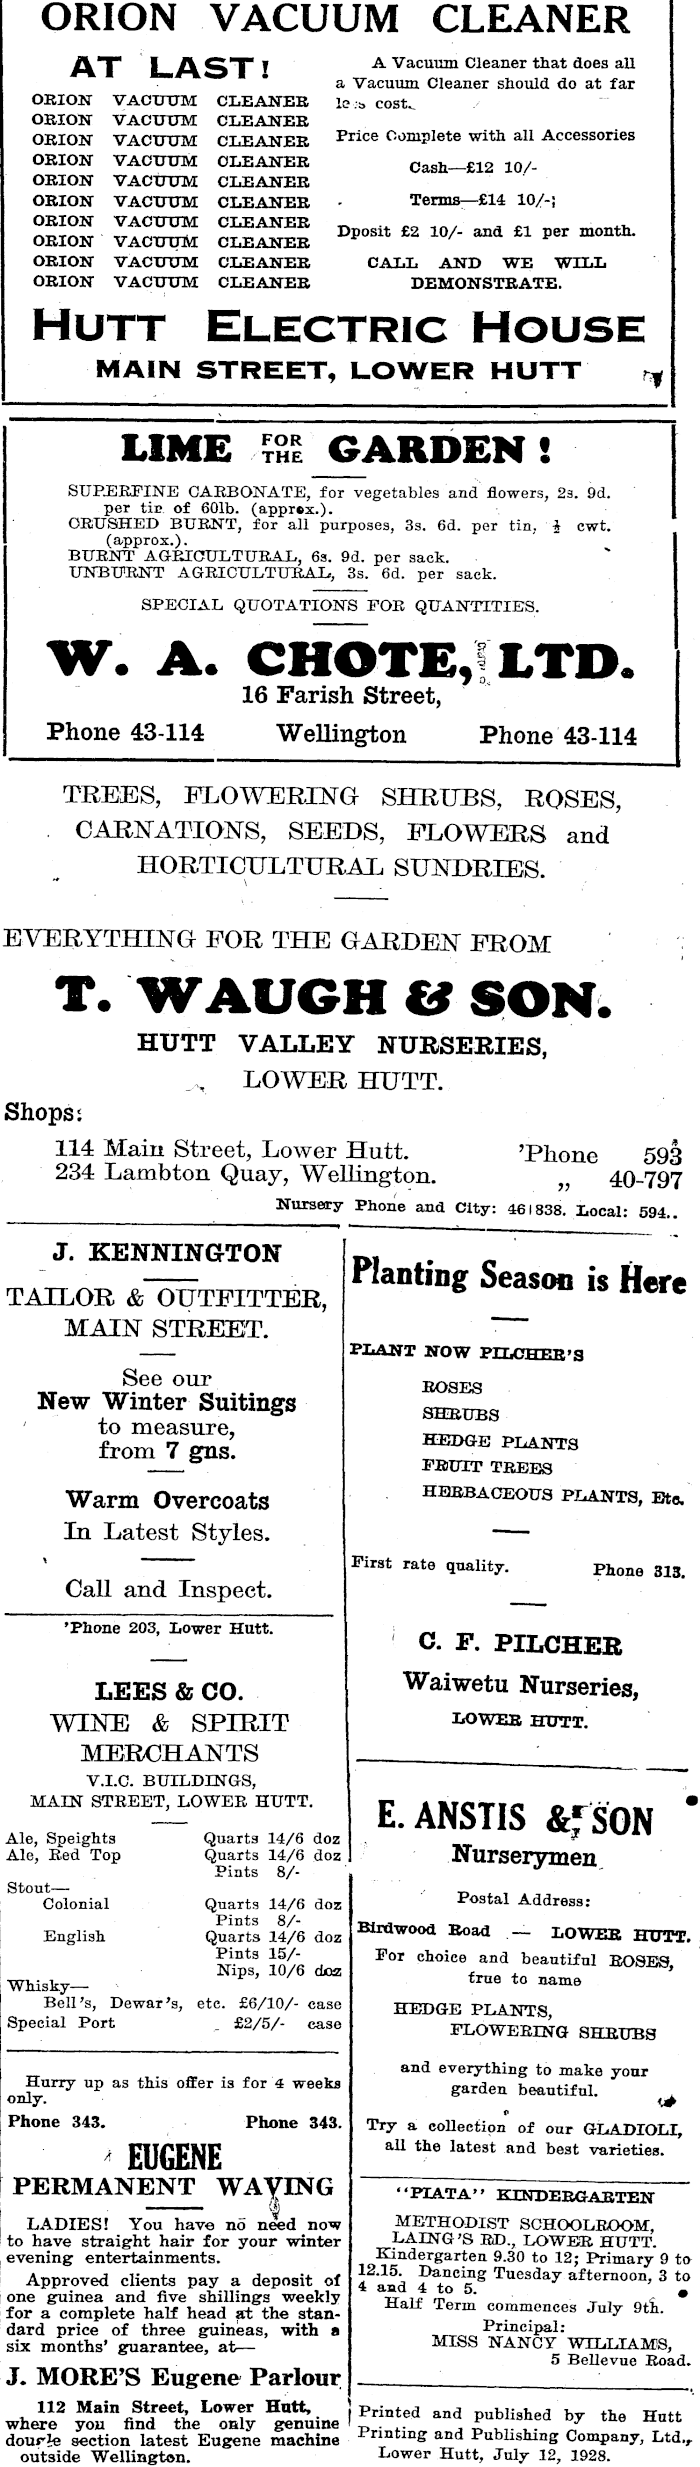 ORION VACUUM CLEANER
AT LAST!
ORION VACUUM CLEANER
ORION VACUUM CLEANER
ORION VACUUM CLEANER
ORION VACUUM CLEANER
ORION VACUUM CLEANER
ORION VACUUM CLEANER
ORION VACUUM CLEANER
ORION VACUUM CLEANER
ORION VACUUM CLEANER
ORION VACUUM CLEANER
A Vacuum Cleaner that does all
a Vacuum Cleaner should do at far
less cost.
Price Complete with all Accessories
Cash—£12 10/-
Terms—£14 10/-;
Dposit £2 10/- and £1 per month.
CALL AND WE WILL
DEMONSTRATE.
HUTT ELECTRIC HOUSE
MAIN STREET, LOWER HUTT
LIME FOR THE GARDEN!
SUPERFINE CARBONATE, for vegetables and flowers, 2s. 9d.
per tin of 60lb. (approx.).
CRUSHED BURNT, for all purposes, 3s. 6d. per tin, ½ cwt.
(approx.).
BURNT AGRICULTURAL, 6s. 9d. per sack.
UNBURNT AGRICULTURAL, 3s. 6d. per sack.
SPECIAL QUOTATIONS FOR QUANTITIES.
W. A. CHOTE, LTD.
16 Farish Street,
Phone 43-114 Wellington Phone 43-114
TREES, FLOWERING SHRUBS, ROSES,
CARNATIONS, SEEDS, FLOWERS and
HORTICULTURAL SUNDRIES.
EVERYTHING FOR THE GARDEN FROM
T. WAUGH & SON.
HUTT VALLEY NURSERIES,
LOWER HUTT.
Shops:
114 Main Street, Lower Hutt. 'Phone 593
234 Lambton Quay, Wellington. „ 40-797
Nursery Phone and City: 46|838. Local: 594..
J. KENNINGTON
TAILOR & OUTFITTER,
MAIN STREET.
See our
New Winter Suitings
to measure,
from 7 gns.
Warm Overcoats
In Latest Styles.
Call and Inspect.
'Phone 203, Lower Hutt.
LEES & CO.
WINE & SPIRIT
MERCHANTS
V.I.C. BUILDINGS,
MAIN STREET, LOWER HUTT.
Ale, Speights Quarts 14/6 doz
Ale, Red Top Quarts 14/6 doz
Pints 8/-
Stout—
Colonial Quarts 14/6 doz
Pints 8/-
English Quarts 14/6 doz
Pints 15/-
Nips, 10/6 doz
Whisky—
Bell's, Dewar's, etc. £6/10/- case
Special Port £2/5/- case
Hurry up as this offer is for 4 weeks
only.
Phone 343. Phone 343.
EUGENE
PERMANENT WAVING
LADIES! You have no need now
to have straight hair for your winter
evening entertainments.
Approved clients pay a deposit of
one guinea and five shillings weekly
for a complete half head at the stan-
dard price of three guineas, with a
six months' guarantee, at—
J. MORE'S Eugene Parlour
112 Main Street, Lower Hutt,
where you find the only genuine
double section latest Eugene machine
outside Wellington.
Planting Season is Here
PLANT NOW PILCHER'S
ROSES
SHRUBS
HEDGE PLANTS
FRUIT TREES
HERBACEOUS PLANTS, Etc.
First rate quality. Phone 313.
C. F. PILCHER
Waiwetu Nurseries,
LOWER HUTT.
E. ANSTIS & SON
Nurserymen
Postal Address:
Birdwood Road — LOWER HUTT.
For choice and beautiful ROSES,
true to name
HEDGE PLANTS,
FLOWERING SHRUBS
and everything to make your
garden beautiful.
Try a collection of our GLADIOLI,
all the latest and best varieties.
"PIATA" KINDERGARTEN
METHODIST SCHOOLROOM,
LAING'S RD., LOWER HUTT.
Kindergarten 9.30 to 12; Primary 9 to
12.15. Dancing Tuesday afternoon, 3 to
4 and 4 to 5.
Half Term commences July 9th.
Principal:
MISS NANCY WILLIAMS,
5 Bellevue Road.
Printed and published by the Hutt
Printing and Publishing Company, Ltd.,
Lower Hutt, July 12, 1928.